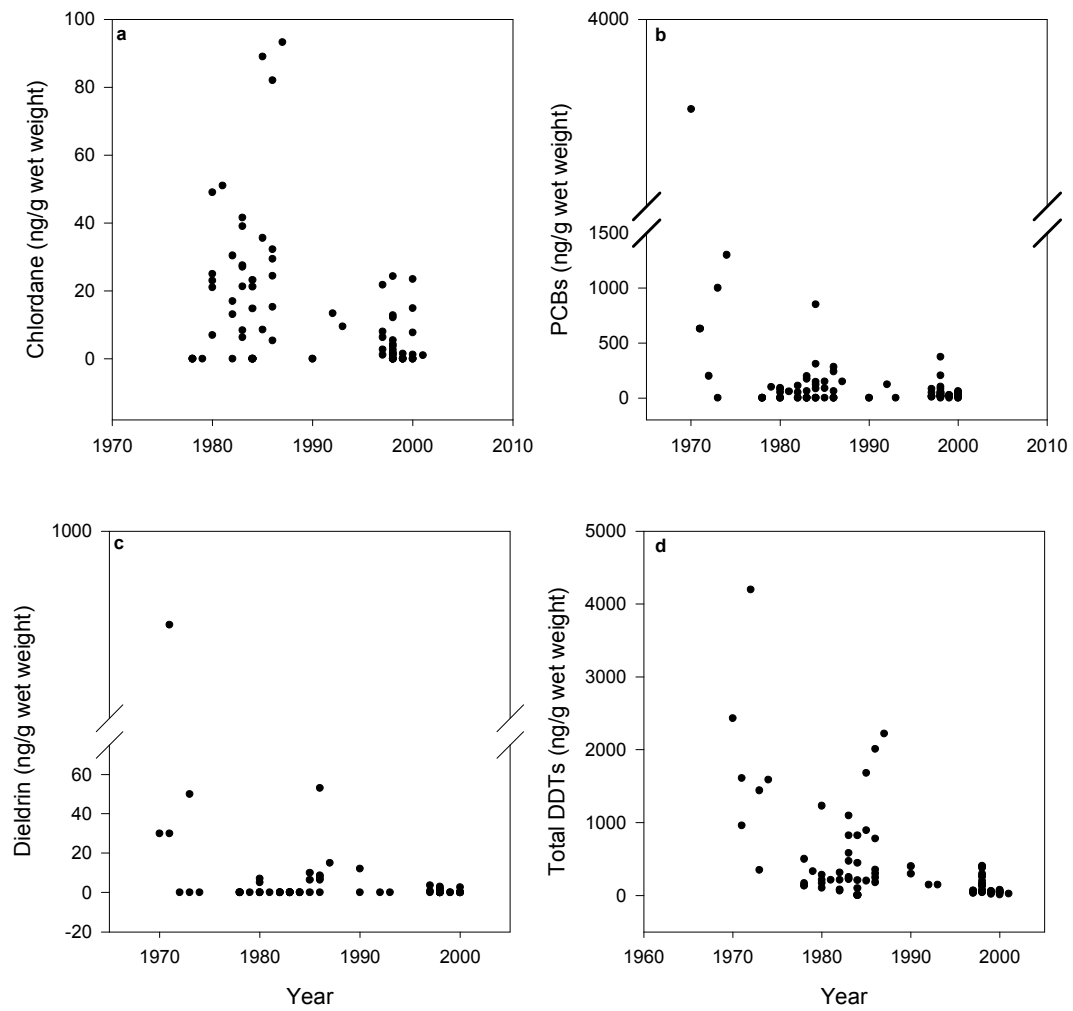 a
100
80
60
40
20
0
Chlordane (ng/g wet weight)
1970 1980 1990 2000 2010
b
4000
1500
1000
500
0
PCBs (ng/g wet weight)
1970 1980 1990 2000 2010
c
1000
60
40
20
0
-20
Dieldrin (ng/g wet weight)
1970 1980 1990 2000
Year
d
5000
4000
3000
2000
1000
0
Total DDTs (ng/g wet weight)
1960 1970 1980 1990 2000
Year